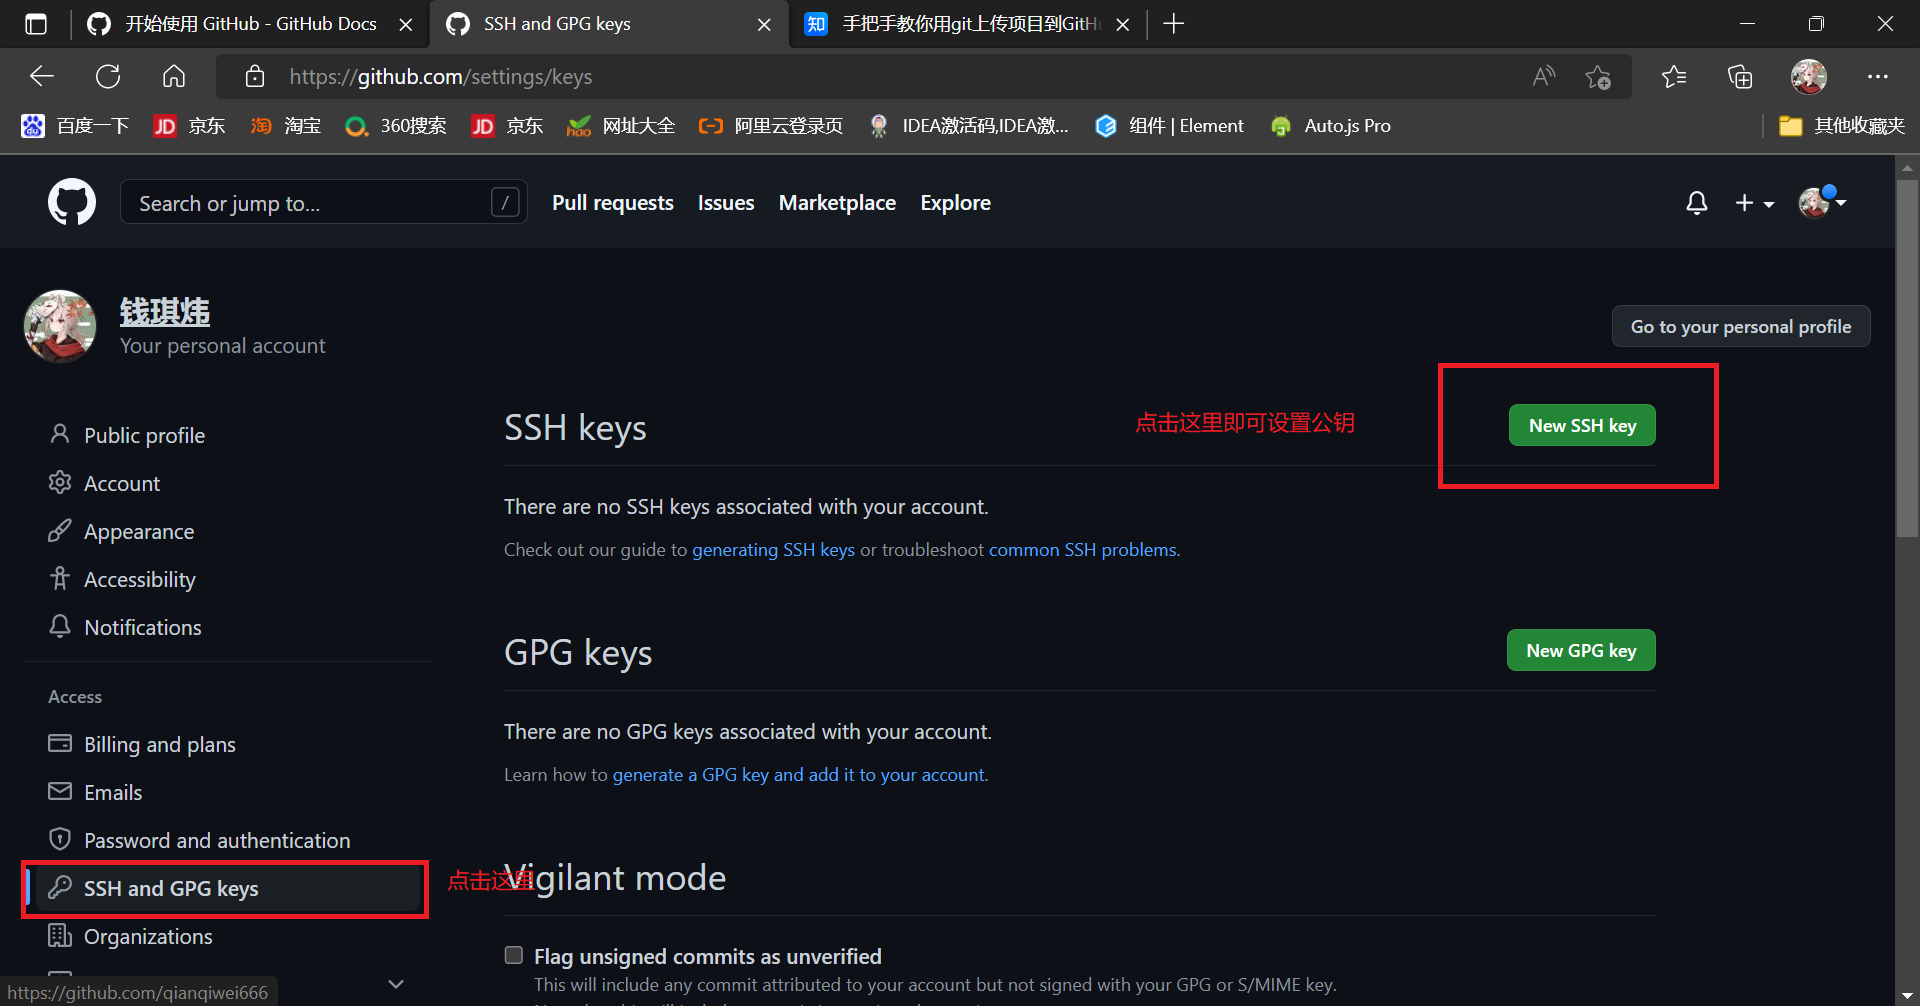 开始使用 GitHub - GitHub Docs
SSH and GPG keys
知 手把手教你用git上传项目到GitHu
https://github.com/settings/keys
百度一下 JD 京东 淘 淘宝 360搜索 JD 京东 hao 网址大全 阿里云登录页 IDEA激活码,IDEA激... 组件 | Element Auto.js Pro 其他收藏夹
Search or jump to... / Pull requests Issues Marketplace Explore
钱琪炜
Your personal account
Go to your personal profile
Public profile
Account
Appearance
Accessibility
Notifications
Access
Billing and plans
Emails
Password and authentication
SSH and GPG keys
点击这里
Organizations
https://github.com/qianqiwei666
SSH keys
点击这里即可设置公钥
New SSH key
There are no SSH keys associated with your account.
Check out our guide to generating SSH keys or troubleshoot common SSH problems.
GPG keys
New GPG key
There are no GPG keys associated with your account.
Learn how to generate a GPG key and add it to your account.
Vigilant mode
Flag unsigned commits as unverified
This will include any commit attributed to your account but not signed with your GPG or S/MIME key.